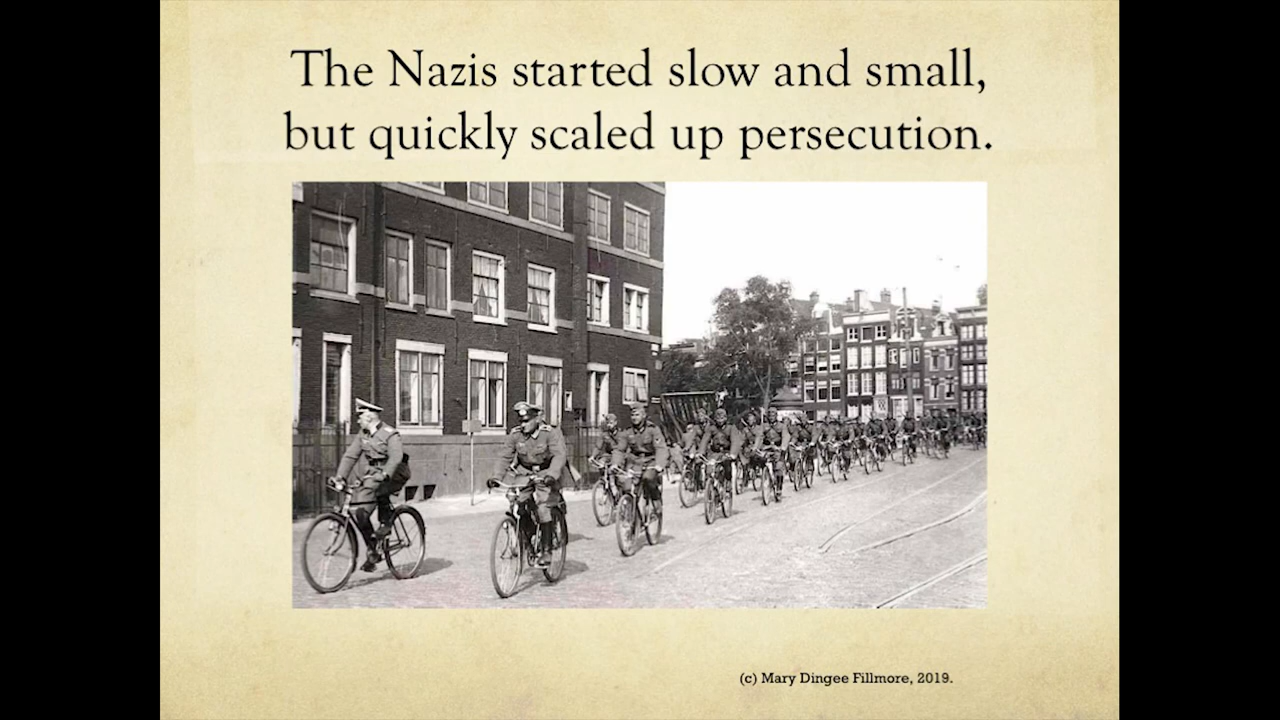 The Nazis started slow and small,
but quickly scaled up persecution.
(c) Mary Dingee Fillmore, 2019.